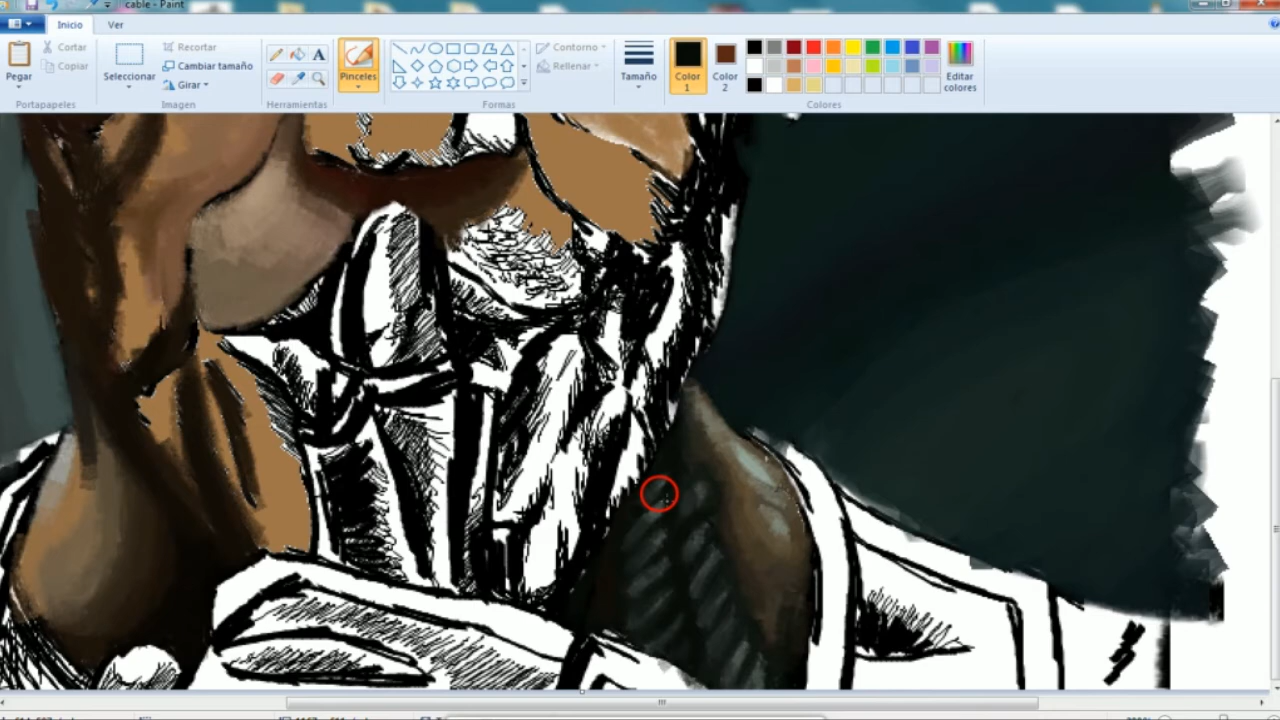 cable - Paint
Inicio
Ver
Pegar
Cortar
Copiar
Portapapeles
Seleccionar
Recortar
Cambiar tamaño
Girar
Imagen
A
Herramientas
Pinceles
Contorno
Rellenar
Formas
Tamaño
Color
1
Color
2
Editar
colores
Colores